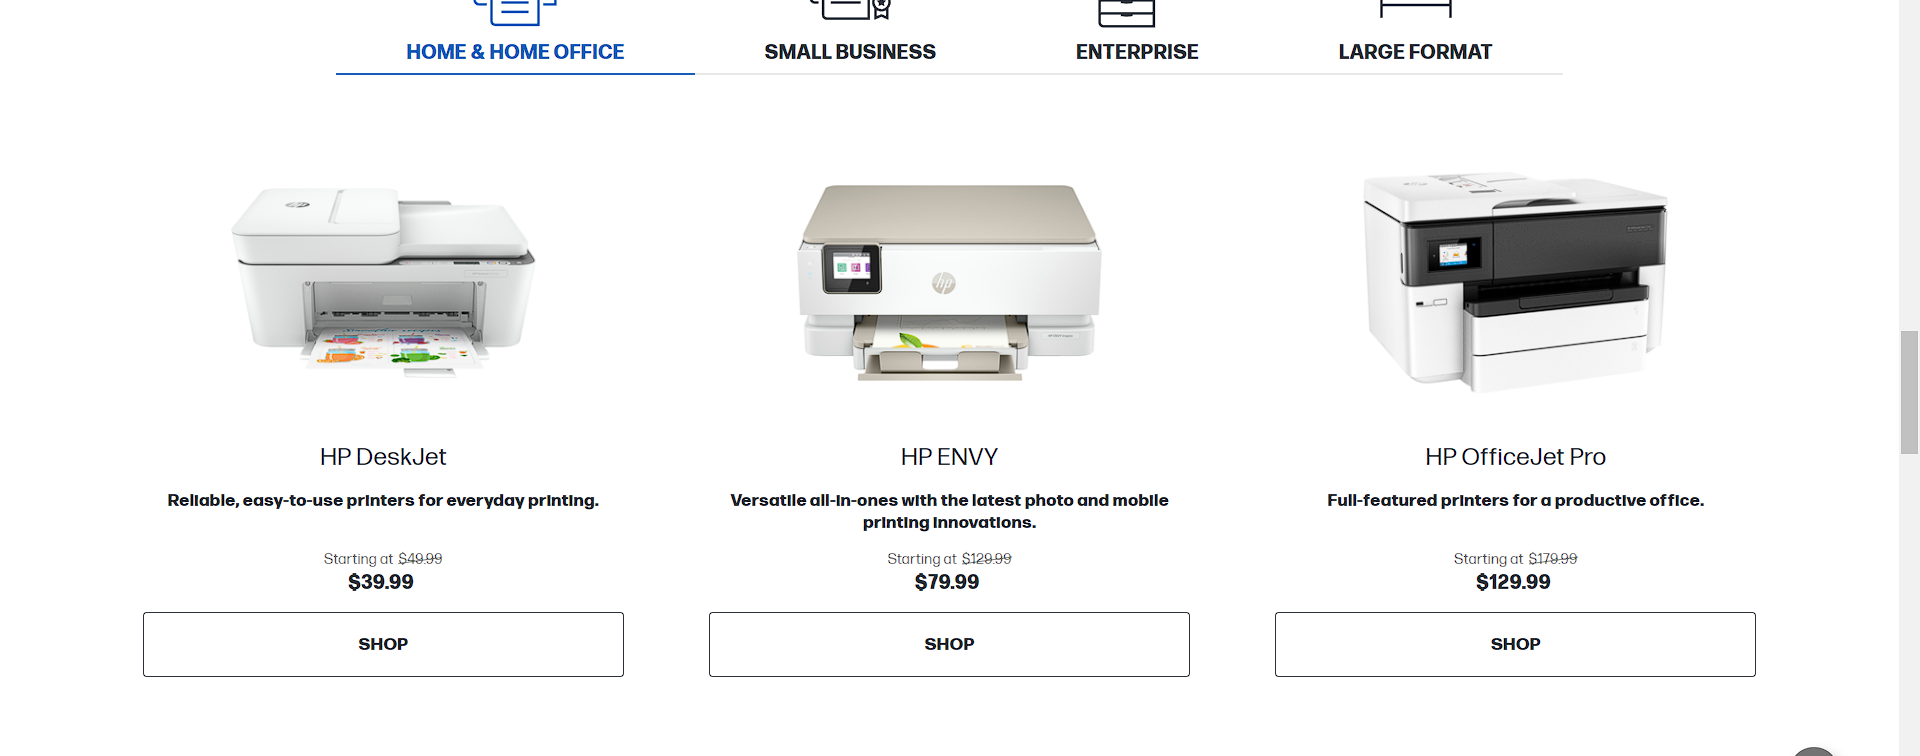 HOME & HOME OFFICE
SMALL BUSINESS
ENTERPRISE
LARGE FORMAT
hp
HP DeskJet
Reliable, easy-to-use printers for everyday printing.
Starting at $49.99
$39.99
SHOP
HP ENVY
Versatile all-in-ones with the latest photo and mobile
printing innovations.
Starting at $129.99
$79.99
SHOP
HP OfficeJet Pro
Full-featured printers for a productive office.
Starting at $179.99
$129.99
SHOP